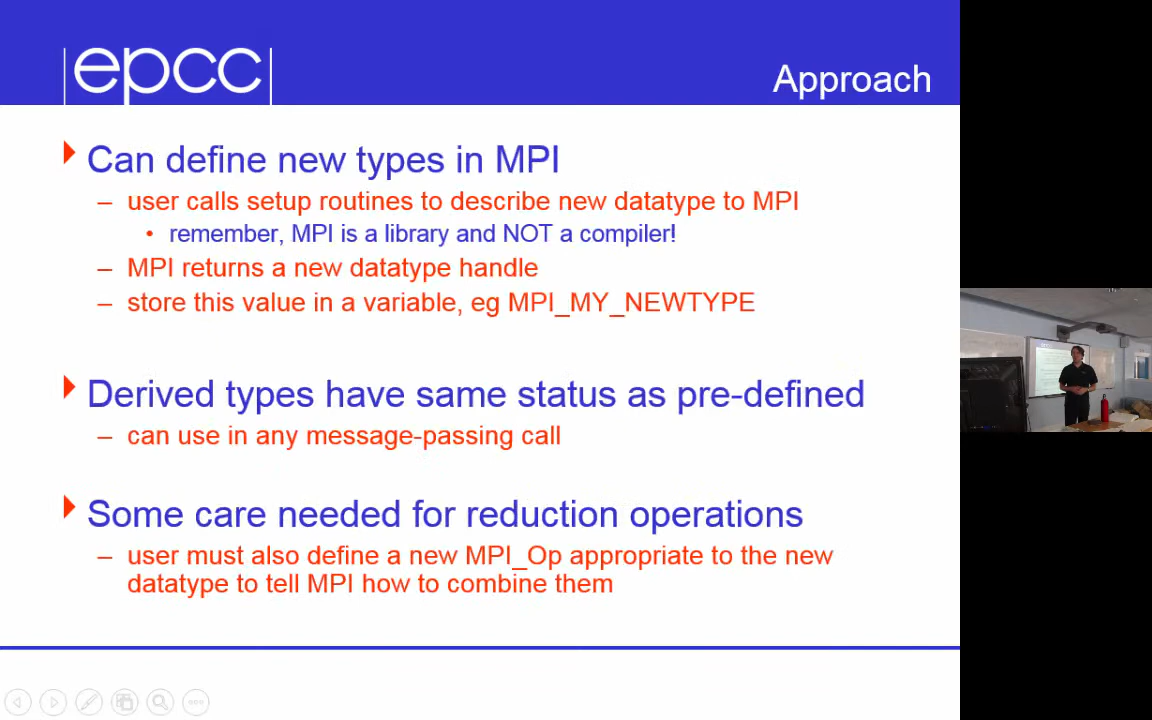 |epcc|
Approach
Can define new types in MPI
– user calls setup routines to describe new datatype to MPI
• remember, MPI is a library and NOT a compiler!
– MPI returns a new datatype handle
– store this value in a variable, eg MPI_MY_NEWTYPE
Derived types have same status as pre-defined
– can use in any message-passing call
Some care needed for reduction operations
– user must also define a new MPI_Op appropriate to the new
datatype to tell MPI how to combine them